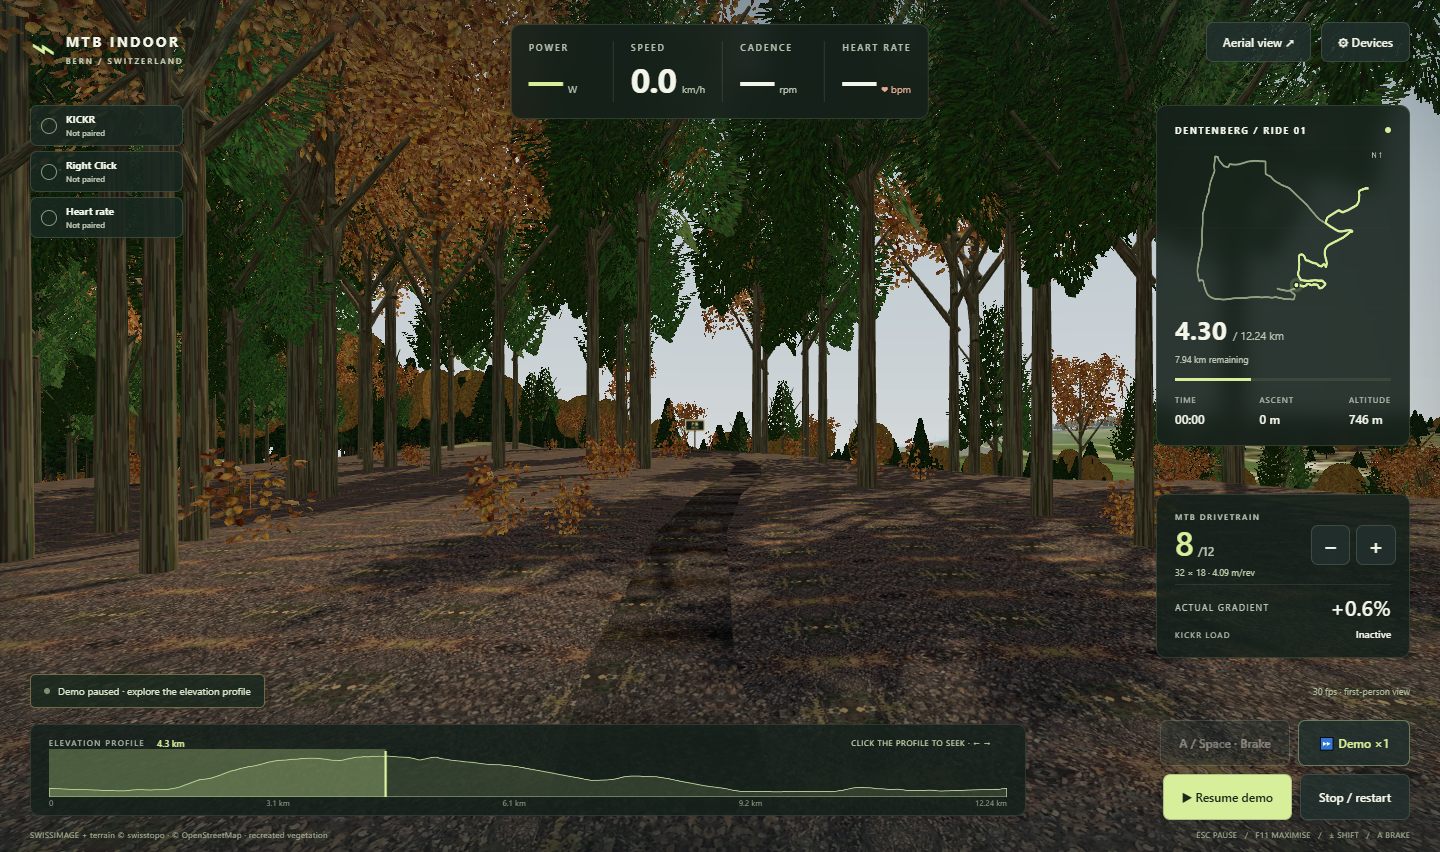 MTB INDOOR
BERN / SWITZERLAND
KICKR
Not paired
Right Click
Not paired
Heart rate
Not paired
POWER
W
SPEED
0.0 km/h
CADENCE
rpm
HEART RATE
♥ bpm
Aerial view ↗
⚙ Devices
DENTENBERG / RIDE 01
N ↑
4.30 / 12.24 km
7.94 km remaining
TIME ASCENT ALTITUDE
00:00 0 m 746 m
MTB DRIVETRAIN
8 /12
− +
32 × 18 · 4.09 m/rev
ACTUAL GRADIENT +0.6%
KICKR LOAD Inactive
30 fps · first-person view
Demo paused · explore the elevation profile
ELEVATION PROFILE 4.3 km
CLICK THE PROFILE TO SEEK · ← →
0 3.1 km 6.1 km 9.2 km 12.24 km
A / Space · Brake
⏩ Demo ×1
▶ Resume demo
Stop / restart
SWISSIMAGE + terrain © swisstopo · © OpenStreetMap · recreated vegetation
ESC PAUSE / F11 MAXIMISE / ± SHIFT / A BRAKE